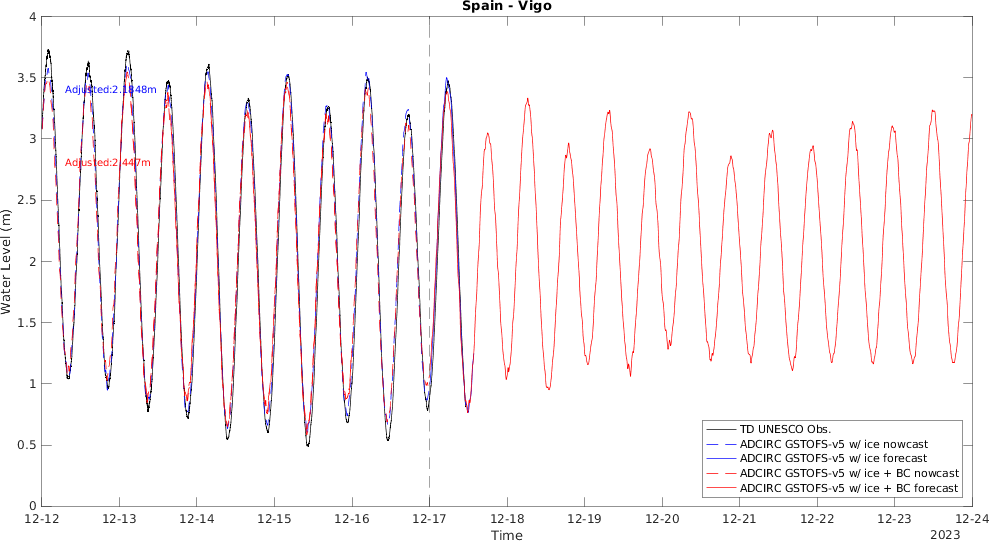 Spain - Vigo
4
3.5
3
2.5
2
1.5
1
0.5
0
Water Level (m)
Adjusted:2.1848m
Adjusted:2.447m
TD UNESCO Obs.
ADCIRC GSTOFS-v5 w/ ice nowcast
ADCIRC GSTOFS-v5 w/ ice forecast
ADCIRC GSTOFS-v5 w/ ice + BC nowcast
ADCIRC GSTOFS-v5 w/ ice + BC forecast
12-12 12-13 12-14 12-15 12-16 12-17 12-18 12-19 12-20 12-21 12-22 12-23 12-24
Time
2023